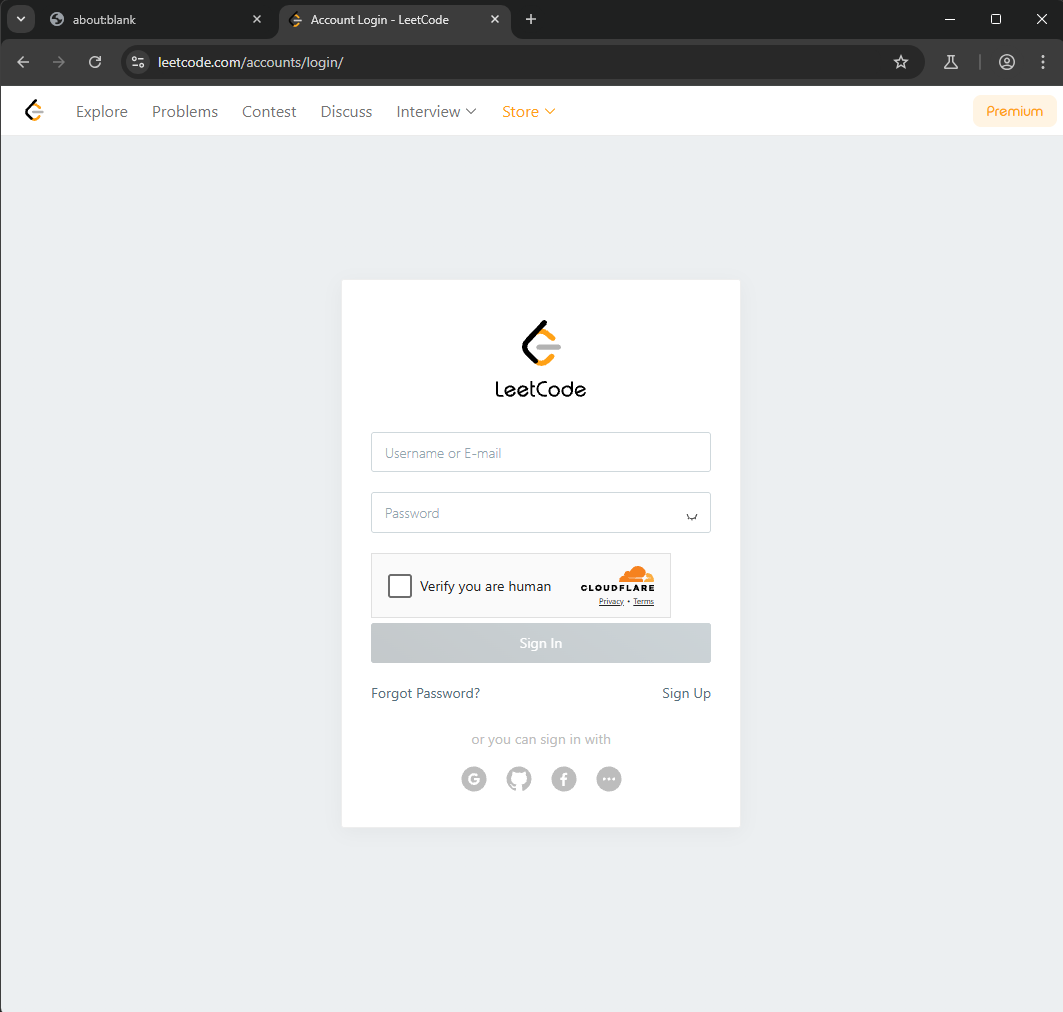 about:blank
Account Login - LeetCode
leetcode.com/accounts/login/
Explore Problems Contest Discuss Interview Store Premium
LeetCode
Username or E-mail
Password
Verify you are human
CLOUDFLARE
Privacy • Terms
Sign In
Forgot Password? Sign Up
or you can sign in with